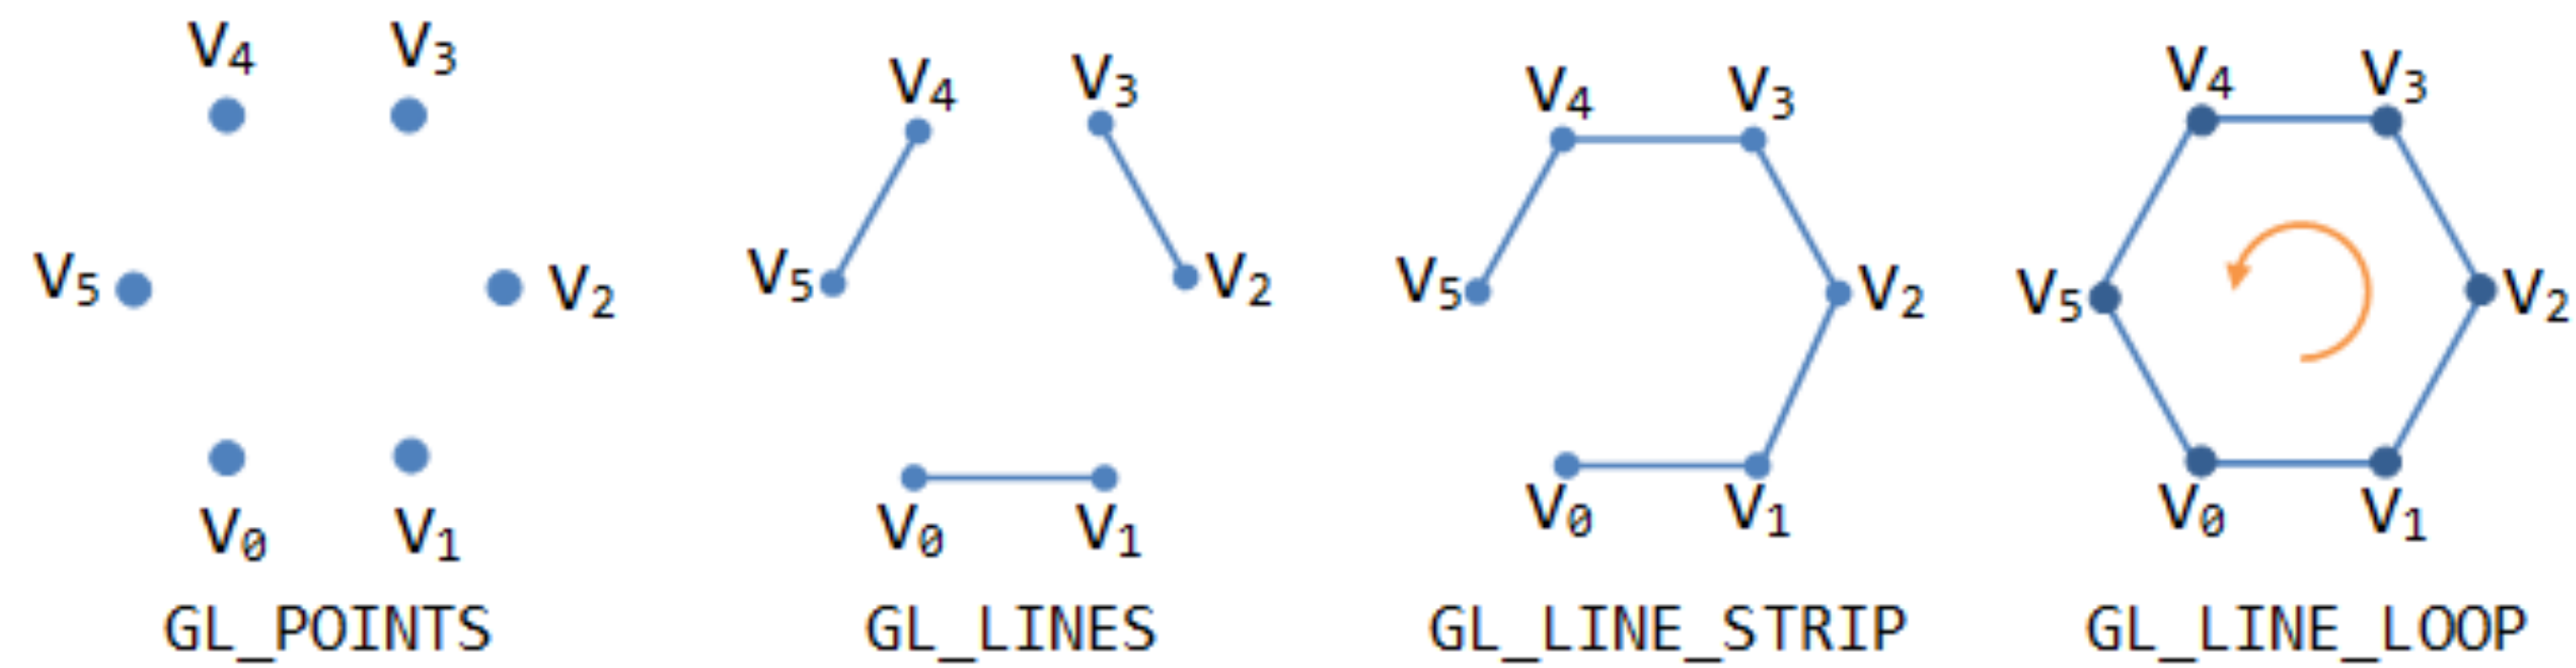 V4 V3
V5 V2
V0 V1
GL_POINTS
V4 V3
V5 V2
V0 V1
GL_LINES
V4 V3
V5 V2
V0 V1
GL_LINE_STRIP
V4 V3
V5 V2
V0 V1
GL_LINE_LOOP